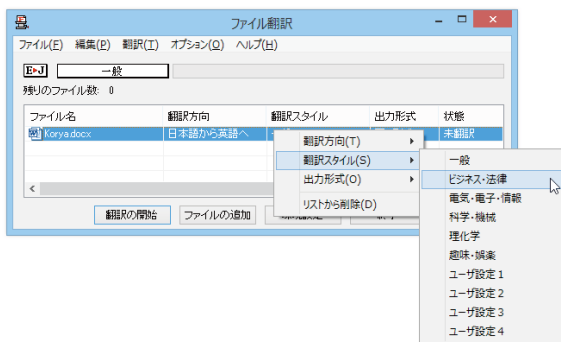 ファイル翻訳
ファイル(F) 編集(P) 翻訳(T) オプション(O) ヘルプ(H)
E▸J 一般
残りのファイル数: 0
ファイル名 翻訳方向 翻訳スタイル 出力形式 状態
Korya.docx 日本語から英語へ 未翻訳
翻訳方向(T)
翻訳スタイル(S)
出力形式(O)
リストから削除(D)
一般
ビジネス・法律
電気・電子・情報
科学・機械
理化学
趣味・娯楽
ユーザ設定 1
ユーザ設定 2
ユーザ設定 3
ユーザ設定 4
翻訳の開始 ファイルの追加